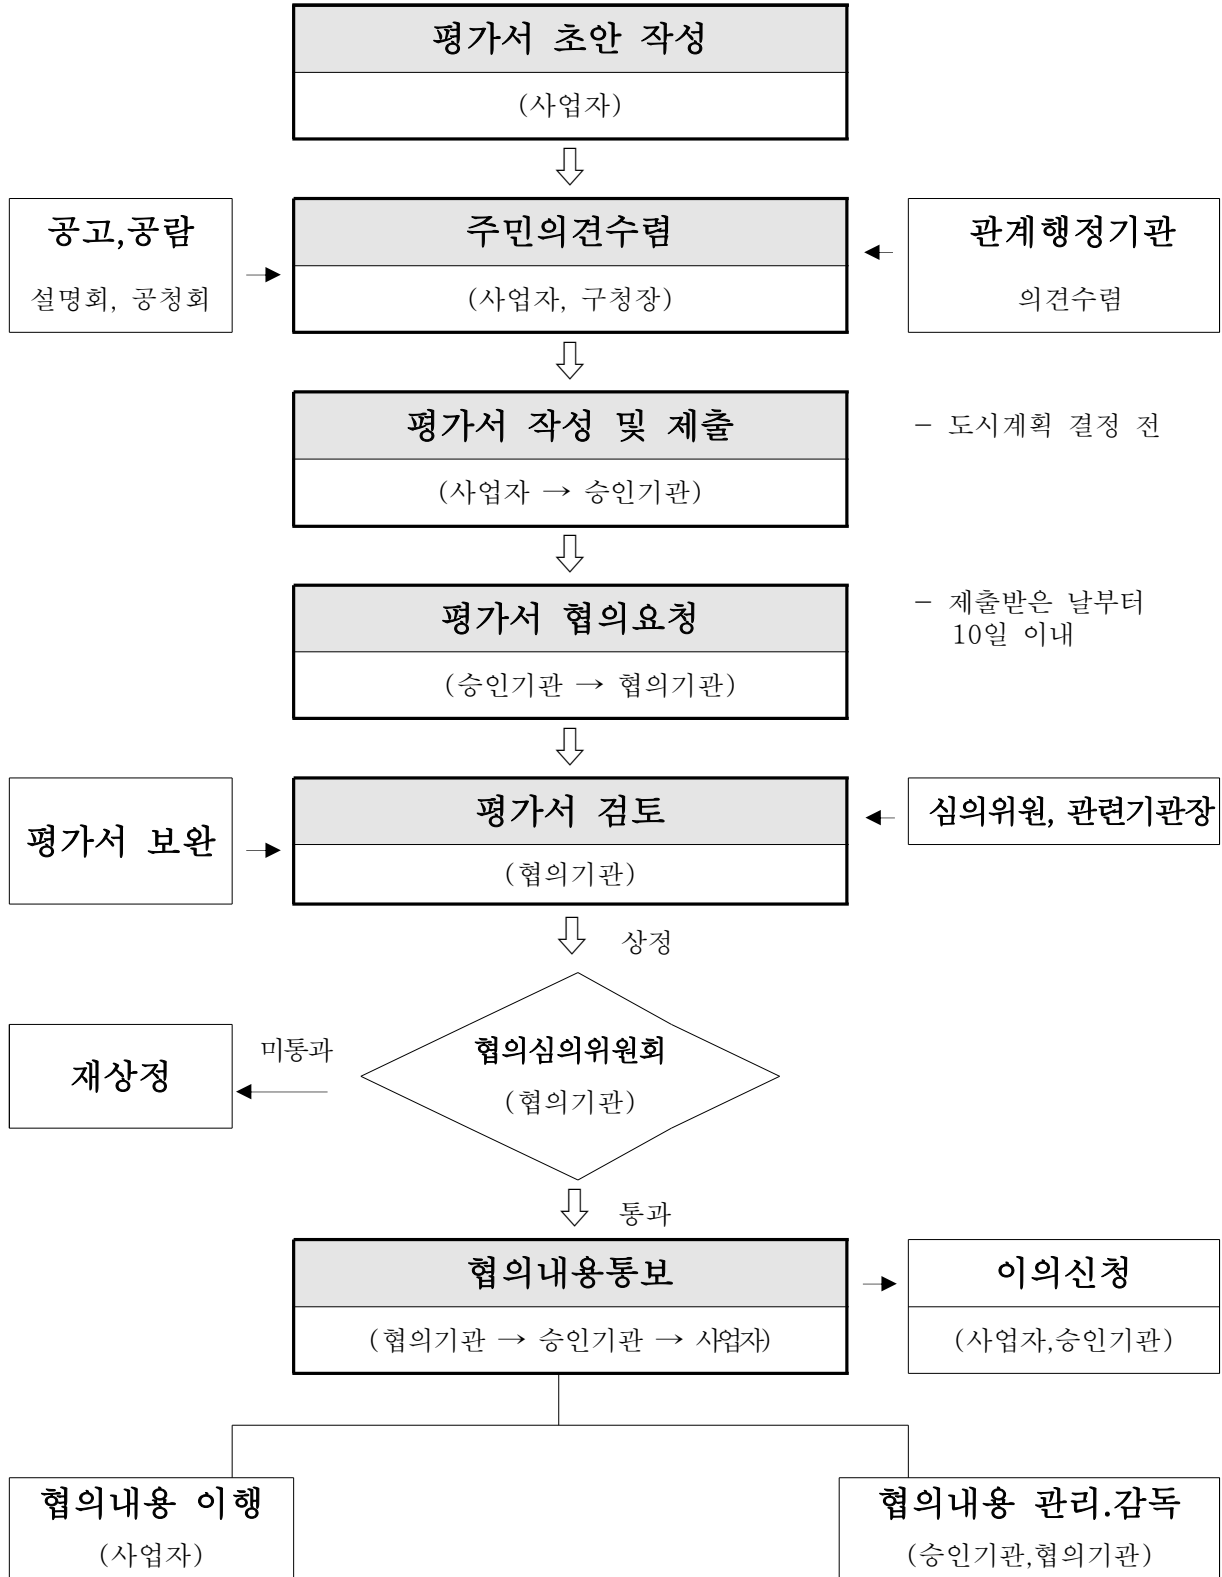 평가서 초안 작성
(사업자)
공고,공람
설명회, 공청회
주민의견수렴
(사업자, 구청장)
관계행정기관
의견수렴
평가서 작성 및 제출
(사업자 → 승인기관)
- 도시계획 결정 전
평가서 협의요청
(승인기관 → 협의기관)
- 제출받은 날부터
10일 이내
평가서 보완
평가서 검토
(협의기관)
심의위원, 관련기관장
상정
재상정
미통과
협의심의위원회
(협의기관)
통과
협의내용통보
(협의기관 → 승인기관 → 사업자)
이의신청
(사업자,승인기관)
협의내용 이행
(사업자)
협의내용 관리.감독
(승인기관,협의기관)